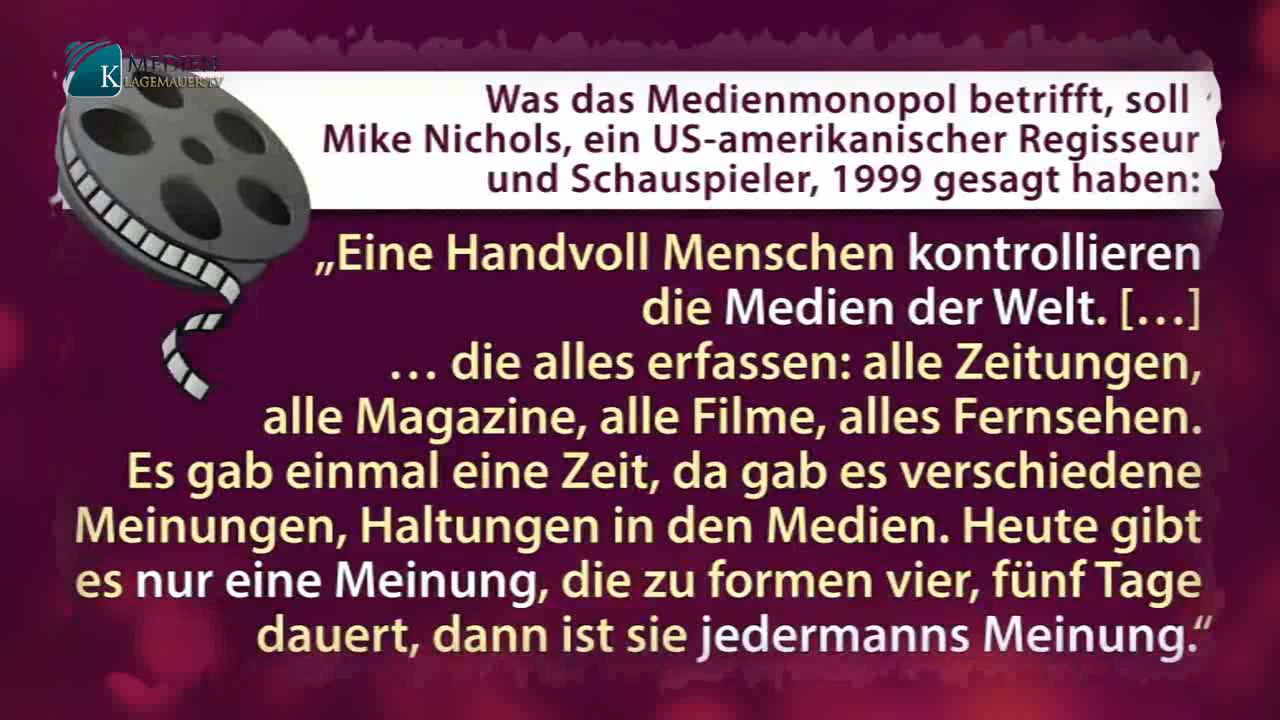 K MEDIEN
KLAGEMAUER.TV
Was das Medienmonopol betrifft, soll
Mike Nichols, ein US-amerikanischer Regisseur
und Schauspieler, 1999 gesagt haben:
„Eine Handvoll Menschen kontrollieren
die Medien der Welt. […]
… die alles erfassen: alle Zeitungen,
alle Magazine, alle Filme, alles Fernsehen.
Es gab einmal eine Zeit, da gab es verschiedene
Meinungen, Haltungen in den Medien. Heute gibt
es nur eine Meinung, die zu formen vier, fünf Tage
dauert, dann ist sie jedermanns Meinung.“